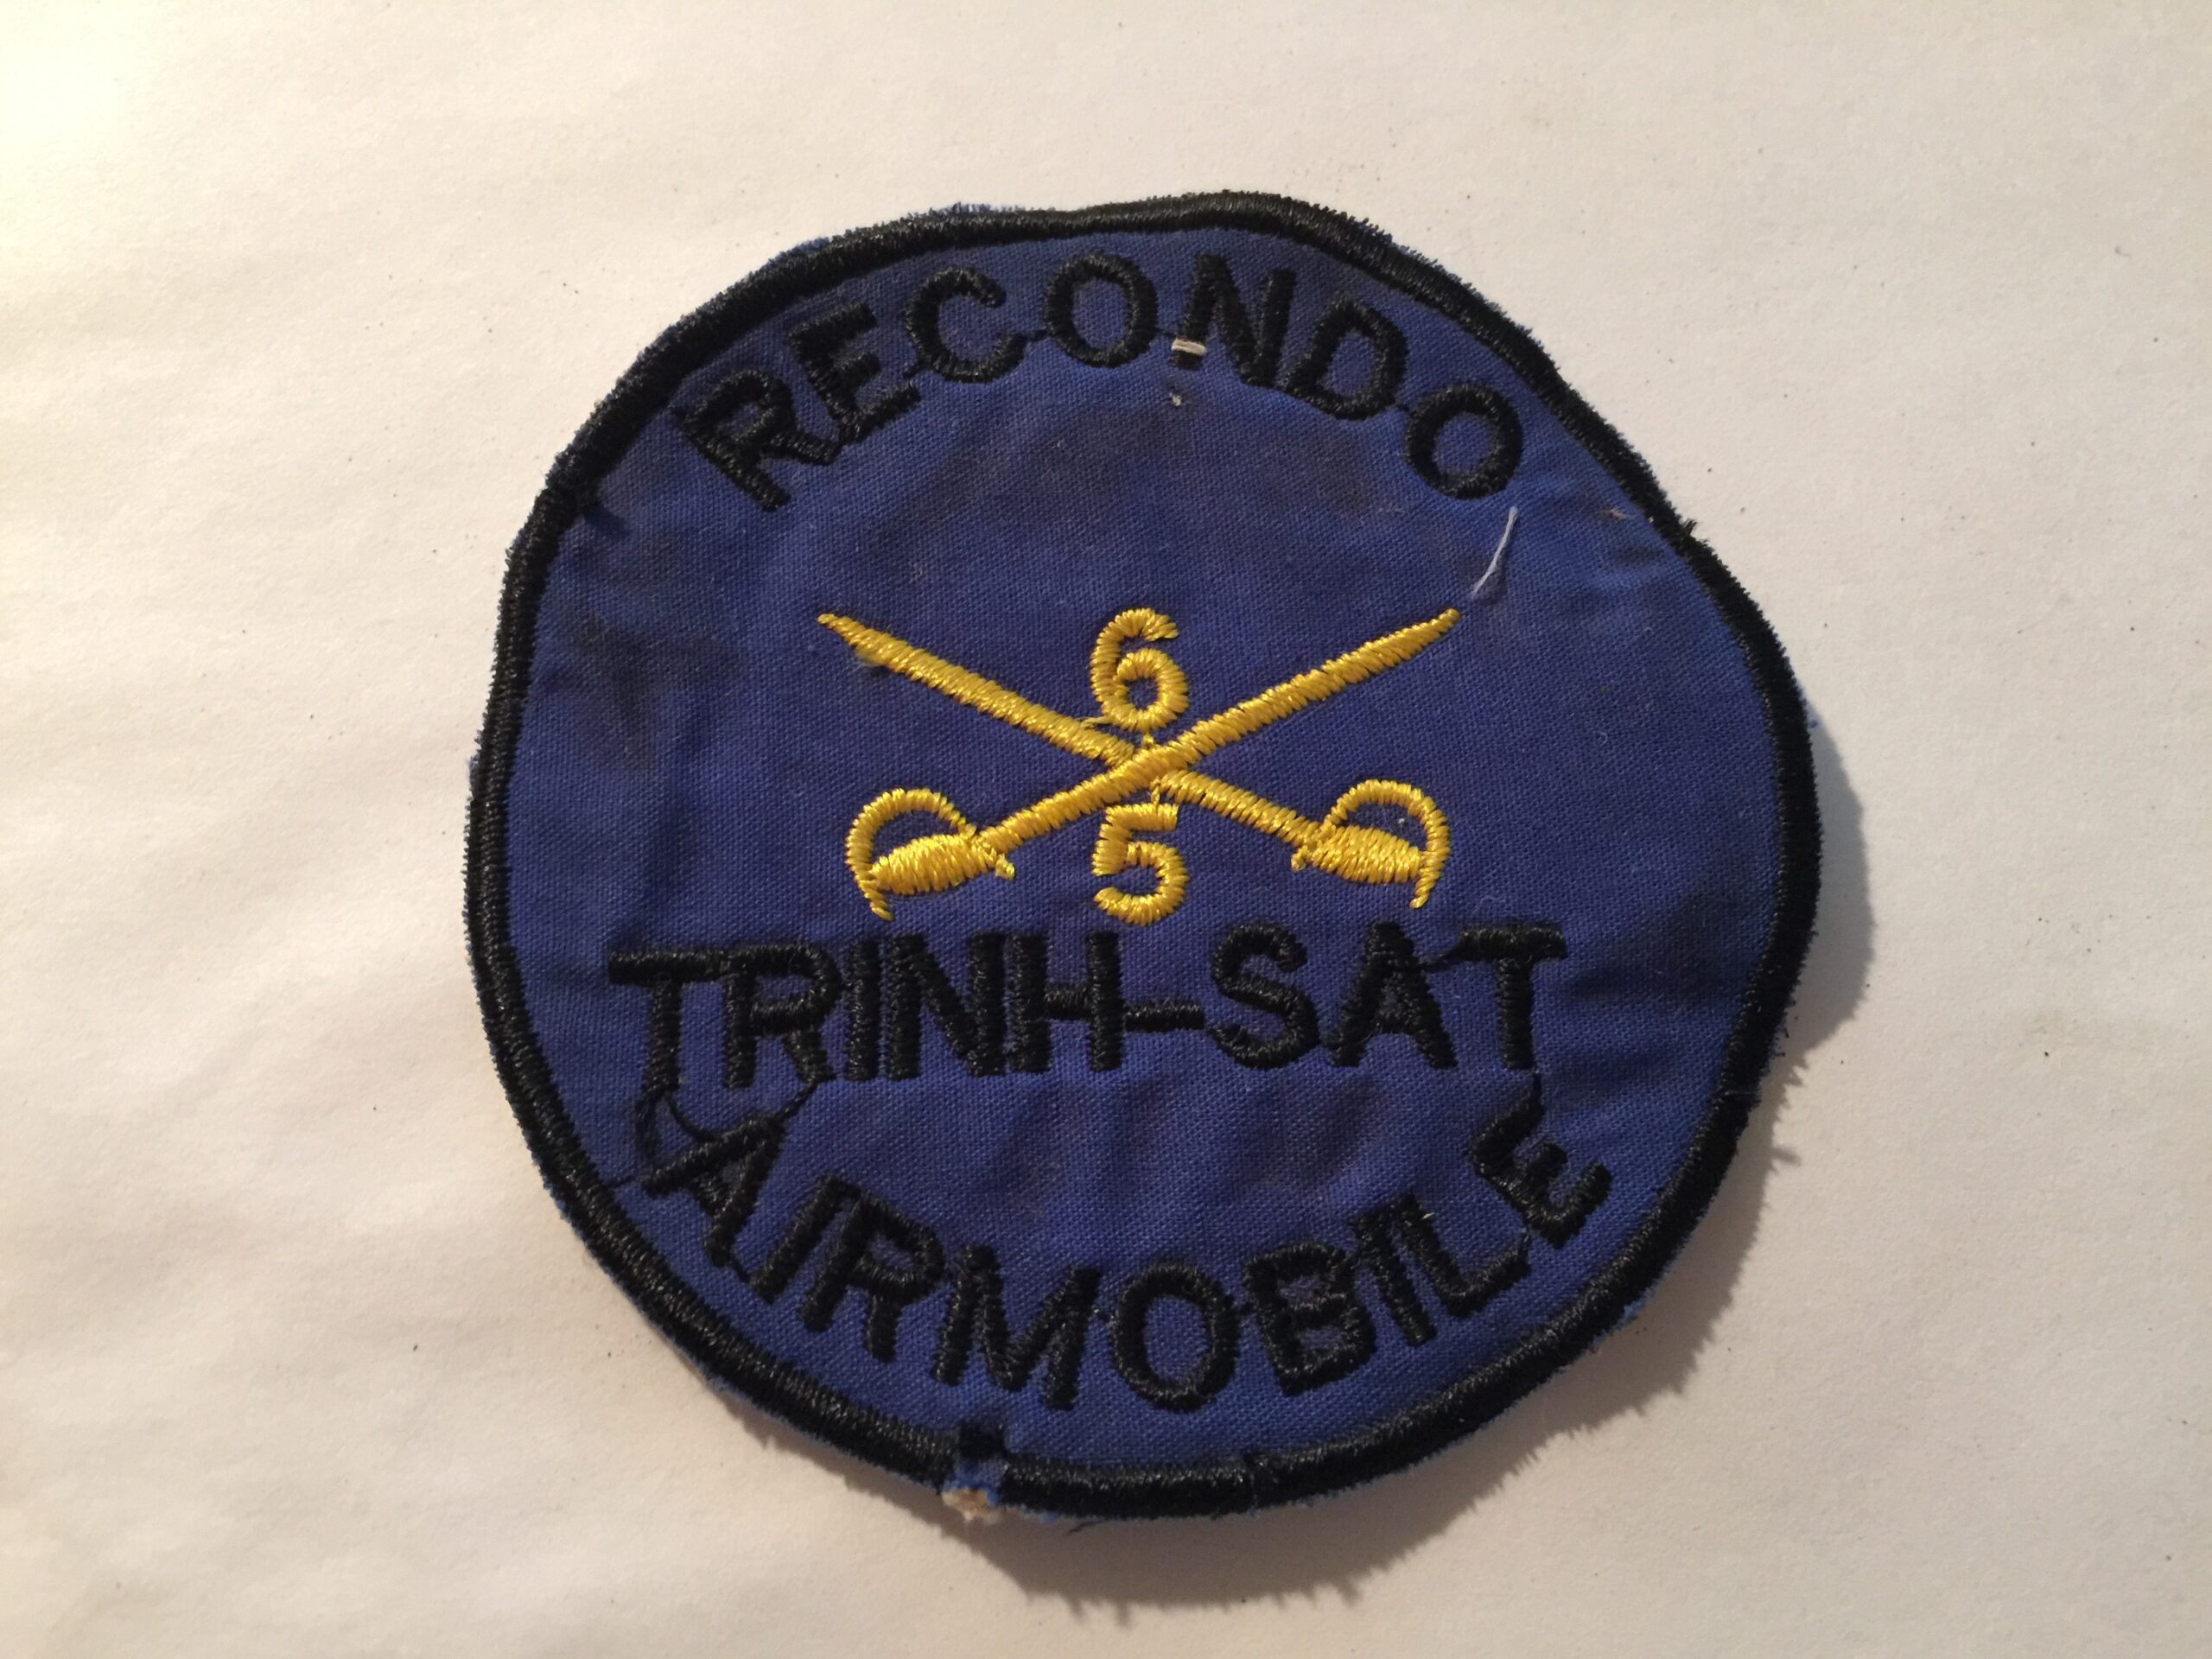 RECONDO
6
5
TRINH-SAT
AIRMOBILE